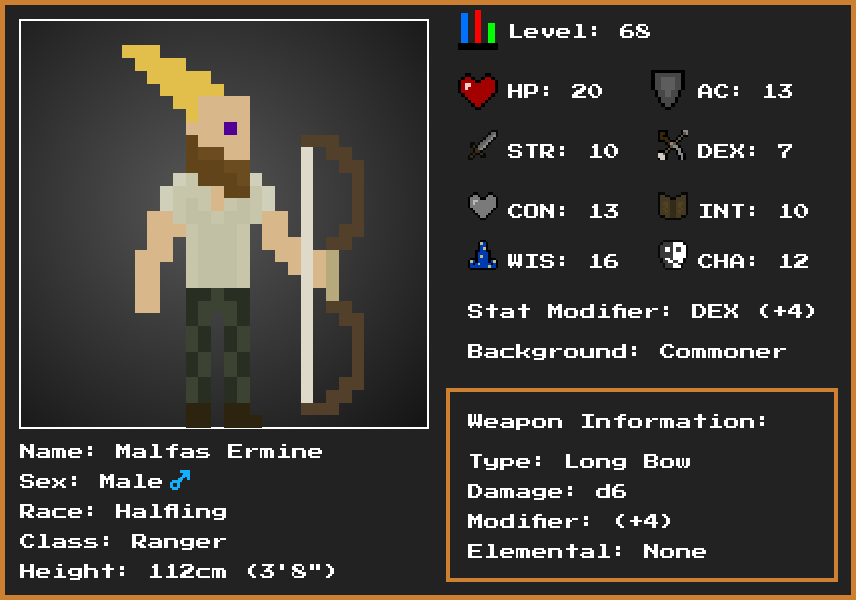 Level: 68
HP: 20
AC: 13
STR: 10
DEX: 7
CON: 13
INT: 10
WIS: 16
CHA: 12
Stat Modifier: DEX (+4)
Background: Commoner
Weapon Information:
Type: Long Bow
Damage: d6
Modifier: (+4)
Elemental: None
Name: Malfas Ermine
Sex: Male ♂
Race: Halfling
Class: Ranger
Height: 112cm (3'8")